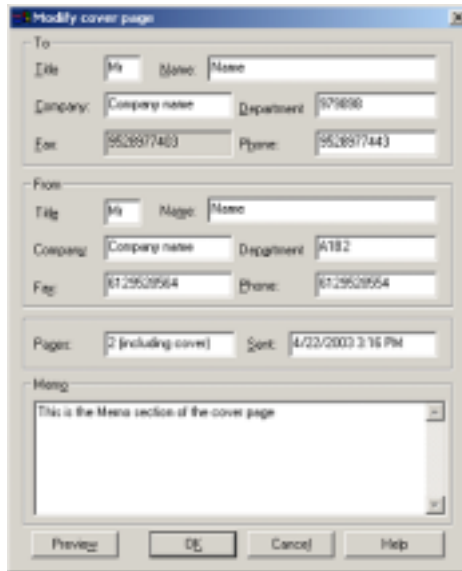 Modify cover page
To
Title Mr Name: Name
Company: Company name Department 979898
Fax: 9528977403 Phone: 9528977443
From
Title Mr Name: Name
Company: Company name Department A1B2
Fax: 6129528564 Phone: 6129528554
Pages: 2 (including cover) Sent: 4/22/2003 3:16 PM
Memo
This is the Memo section of the cover page
Preview OK Cancel Help